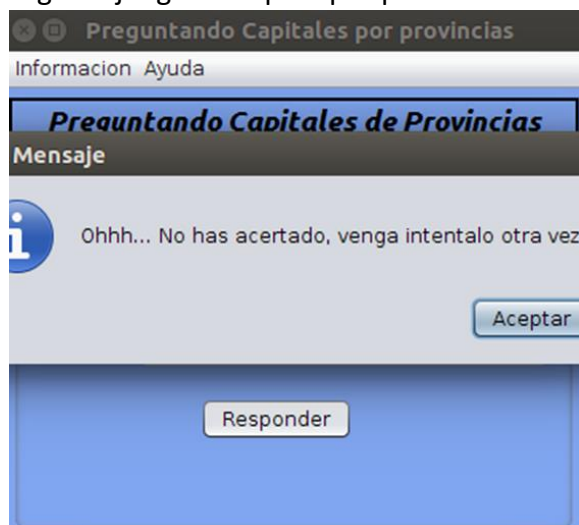 Preguntando Capitales por provincias
Informacion Ayuda
Preguntando Capitales de Provincias
Mensaje
Ohhh... No has acertado, venga intentalo otra vez
Aceptar
Responder